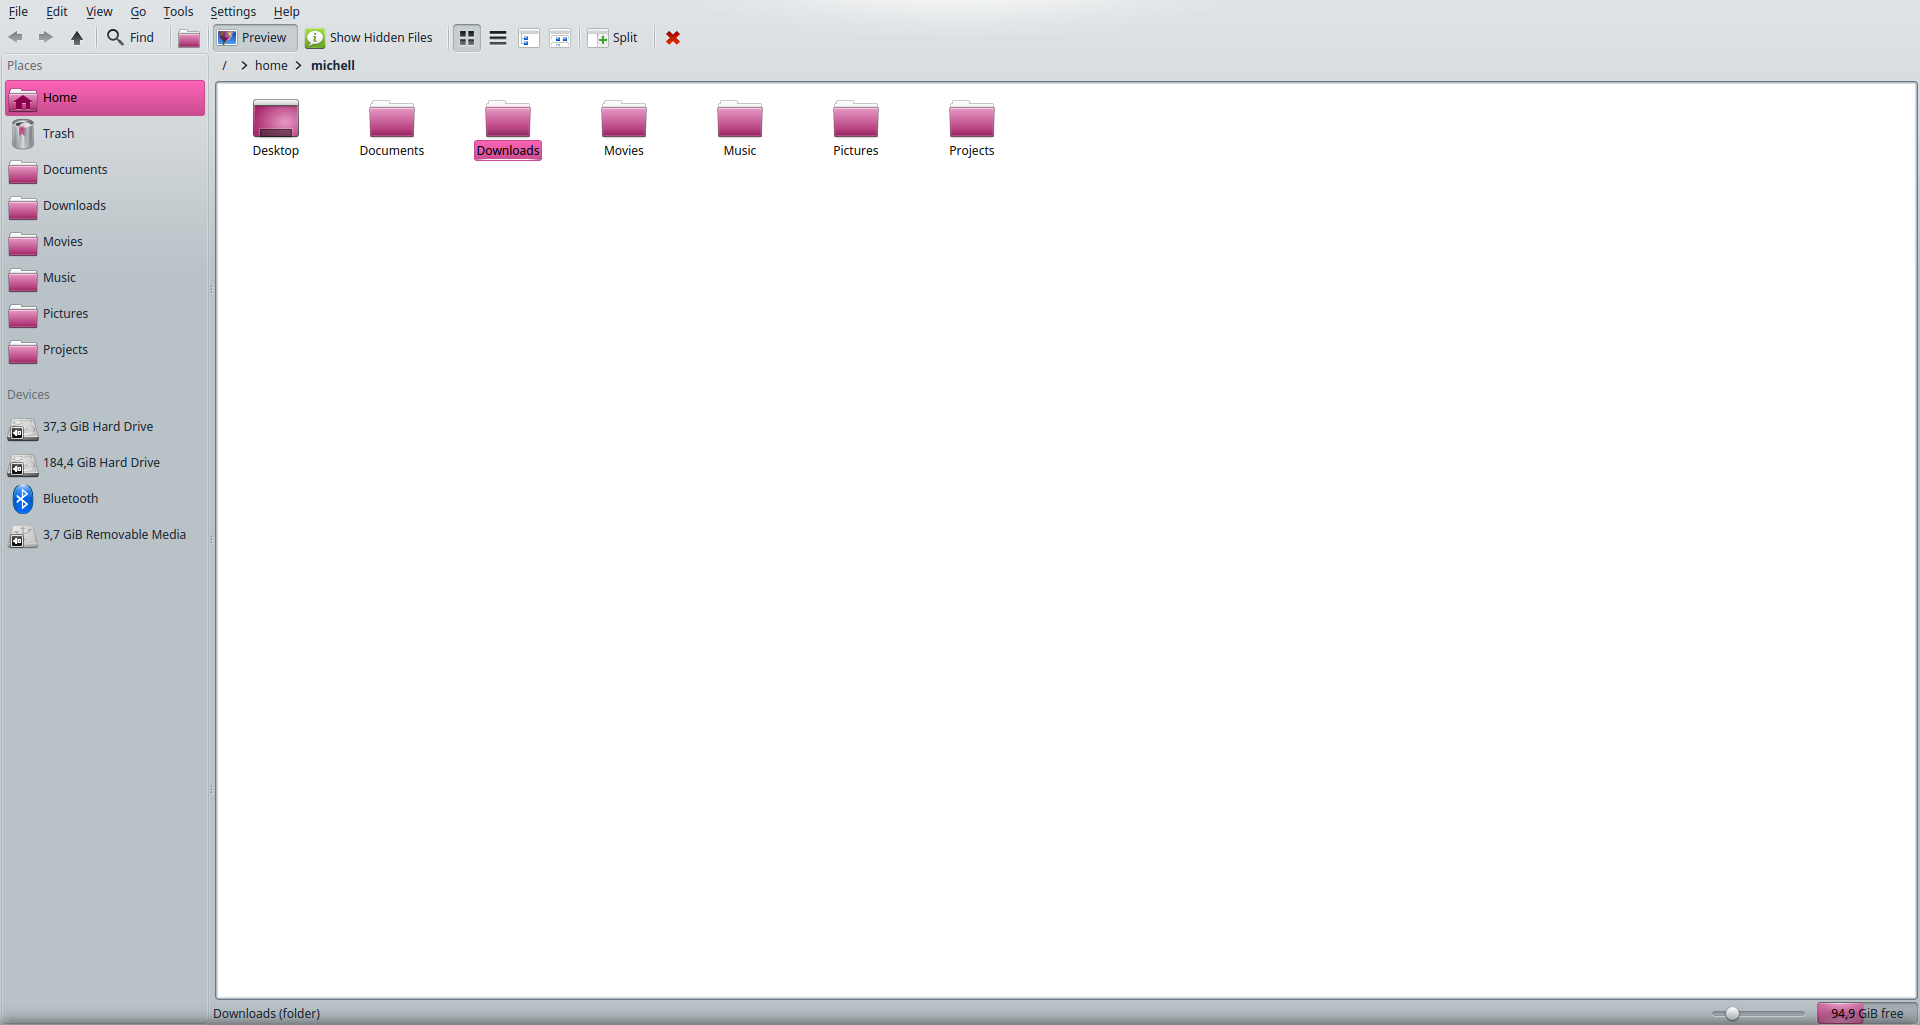 File Edit View Go Tools Settings Help
Find Preview Show Hidden Files Split
Places
/ > home > michell
Home
Trash
Documents
Downloads
Movies
Music
Pictures
Projects
Desktop Documents Downloads Movies Music Pictures Projects
Devices
37,3 GiB Hard Drive
184,4 GiB Hard Drive
Bluetooth
3,7 GiB Removable Media
Downloads (folder)
94,9 GiB free